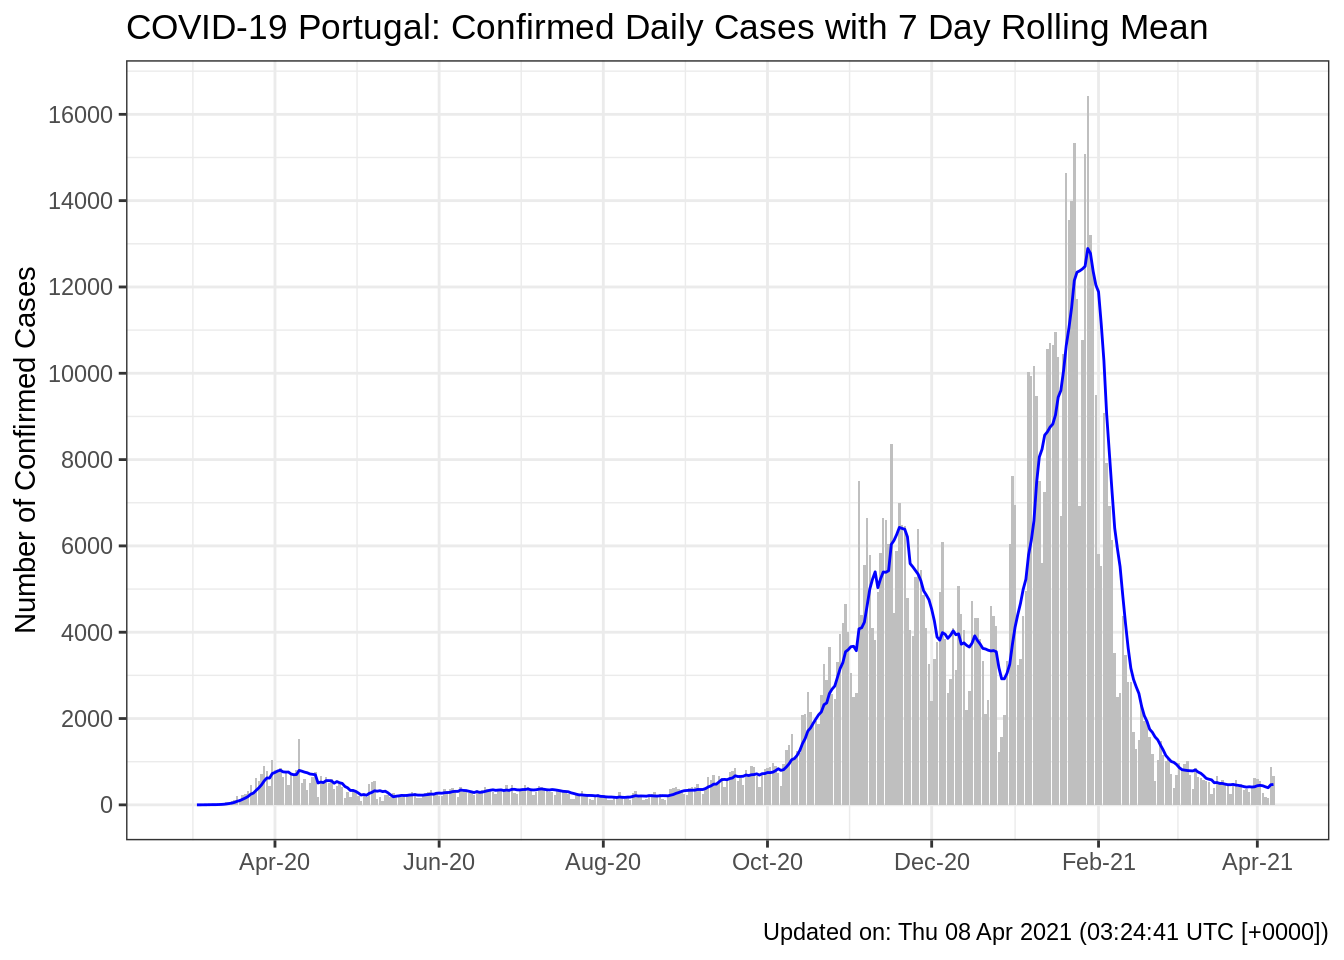 COVID-19 Portugal: Confirmed Daily Cases with 7 Day Rolling Mean
Number of Confirmed Cases
16000
14000
12000
10000
8000
6000
4000
2000
0
Apr-20 Jun-20 Aug-20 Oct-20 Dec-20 Feb-21 Apr-21
Updated on: Thu 08 Apr 2021 (03:24:41 UTC [+0000])